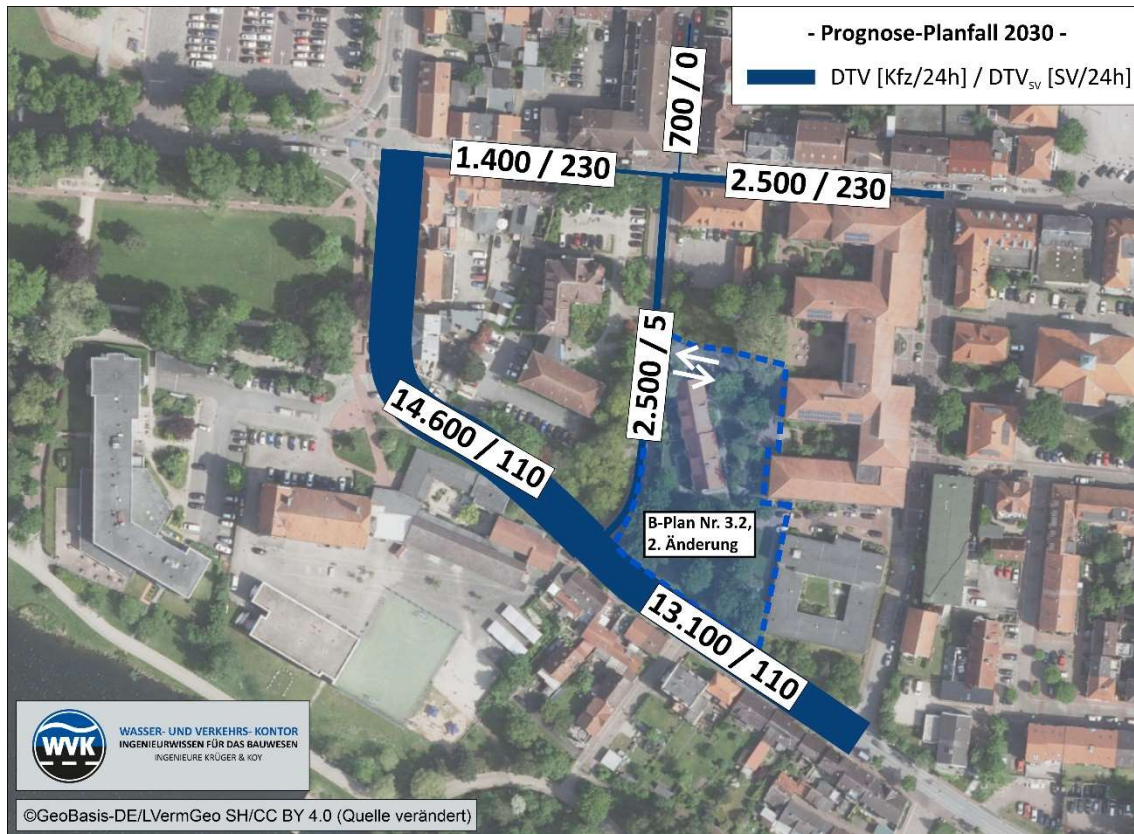 - Prognose-Planfall 2030 -
DTV [Kfz/24h] / DTVSV [SV/24h]
700 / 0
1.400 / 230
2.500 / 230
2.500 / 5
14.600 / 110
B-Plan Nr. 3.2,
2. Änderung
13.100 / 110
WVK
WASSER- UND VERKEHRS- KONTOR
INGENIEURWISSEN FÜR DAS BAUWESEN
INGENIEURE KRÜGER & KOY
©GeoBasis-DE/LVermGeo SH/CC BY 4.0 (Quelle verändert)